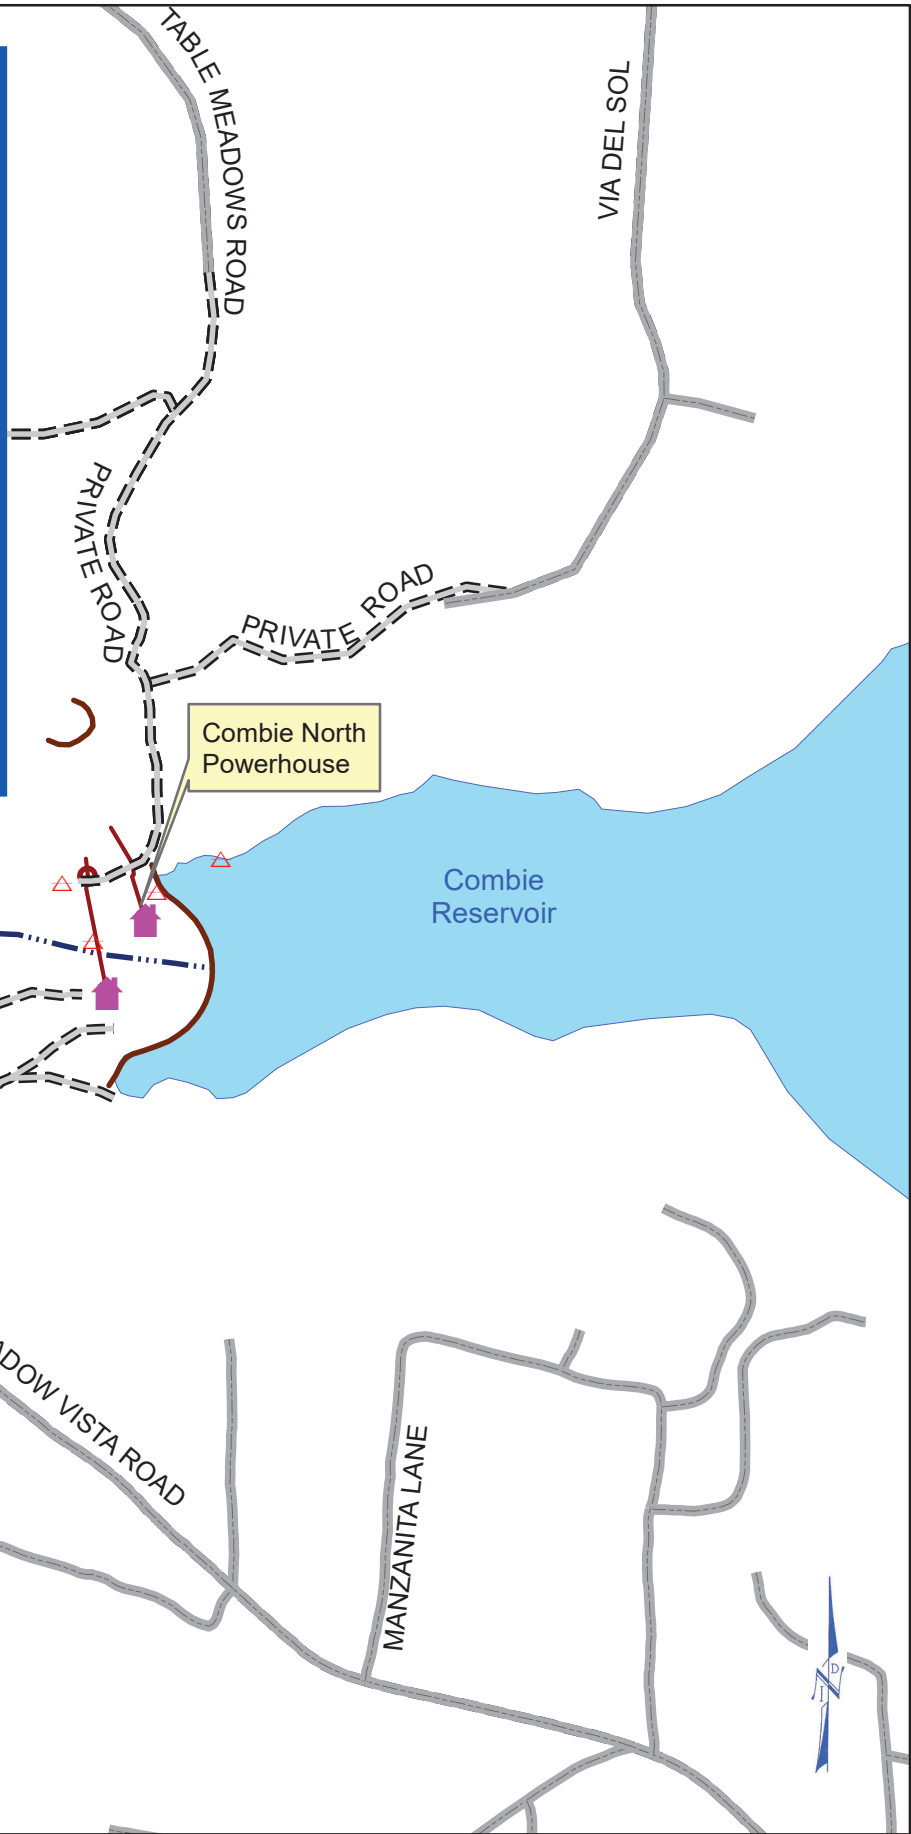 TABLE MEADOWS ROAD
VIA DEL SOL
PRIVATE ROAD
PRIVATE ROAD
Combie North
Powerhouse
Combie
Reservoir
ADOW VISTA ROAD
MANZANITA LANE
N
I
D